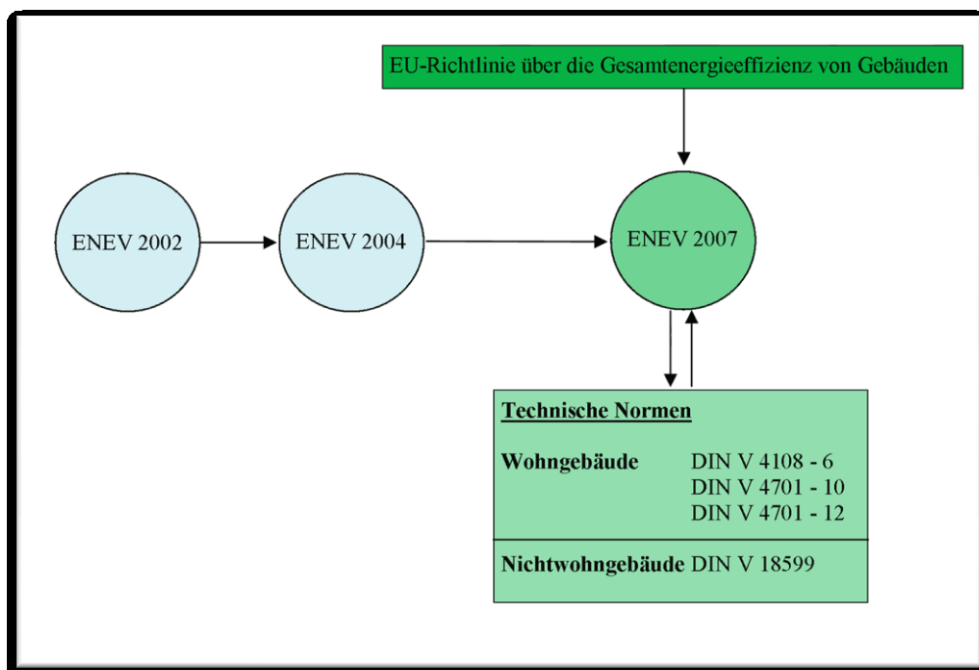 EU-Richtlinie über die Gesamtenergieeffizienz von Gebäuden
ENEV 2002
ENEV 2004
ENEV 2007
Technische Normen
Wohngebäude DIN V 4108 - 6
DIN V 4701 - 10
DIN V 4701 - 12
Nichtwohngebäude DIN V 18599